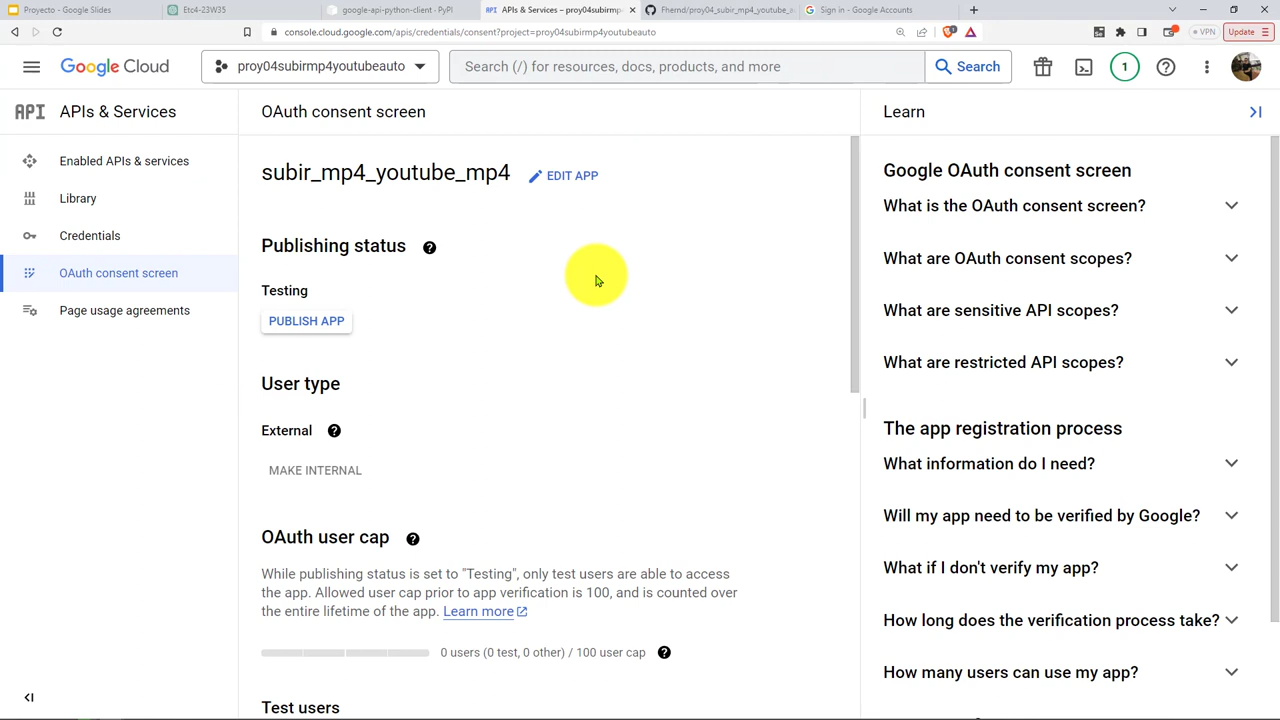 Proyecto - Google Slides
Etc4-23W35
google-api-python-client · PyPI
API APIs & Services – proy04subirmp
Fhernd/proy04_subir_mp4_youtube_a
Sign in - Google Accounts
console.cloud.google.com/apis/credentials/consent?project=proy04subirmp4youtubeauto
VPN
Update
Google Cloud
proy04subirmp4youtubeauto
Search (/) for resources, docs, products, and more
Search
1
API APIs & Services
Enabled APIs & services
Library
Credentials
OAuth consent screen
Page usage agreements
OAuth consent screen
subir_mp4_youtube_mp4
EDIT APP
Publishing status
Testing
PUBLISH APP
User type
External
MAKE INTERNAL
OAuth user cap
While publishing status is set to "Testing", only test users are able to access
the app. Allowed user cap prior to app verification is 100, and is counted over
the entire lifetime of the app. Learn more
0 users (0 test, 0 other) / 100 user cap
Test users
Learn
Google OAuth consent screen
What is the OAuth consent screen?
What are OAuth consent scopes?
What are sensitive API scopes?
What are restricted API scopes?
The app registration process
What information do I need?
Will my app need to be verified by Google?
What if I don't verify my app?
How long does the verification process take?
How many users can use my app?